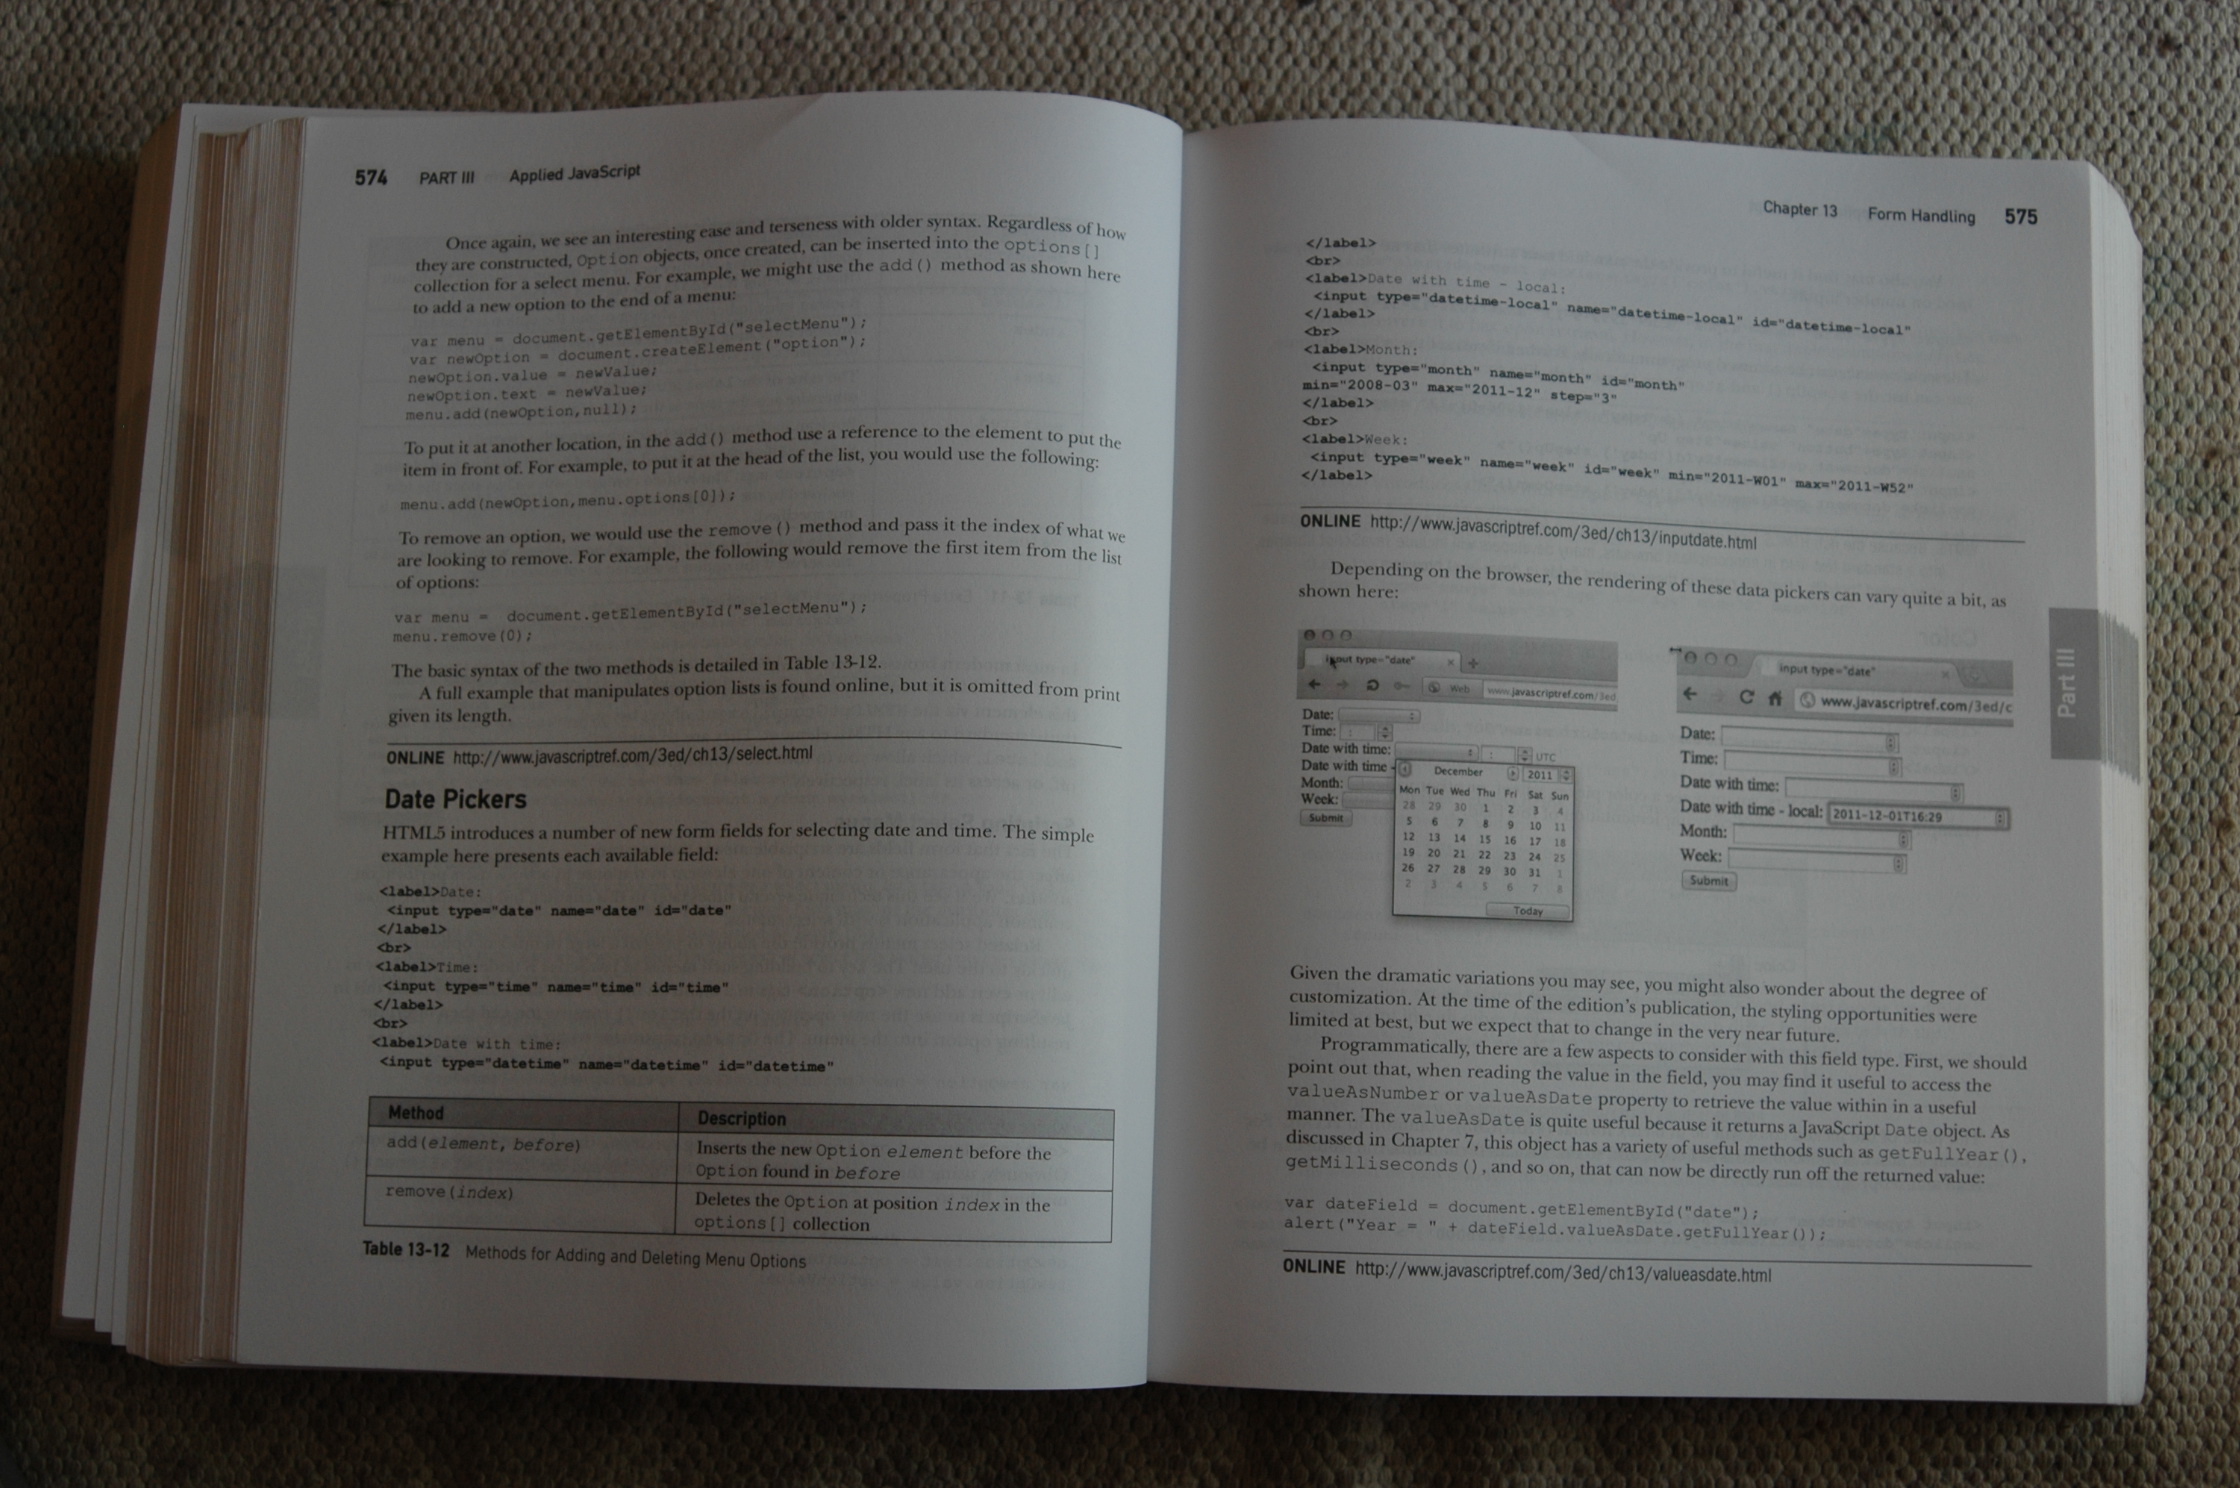 574 PART III Applied JavaScript
Once again, we see an interesting ease and terseness with older syntax. Regardless of how
they are constructed, Option objects, once created, can be inserted into the options[]
collection for a select menu. For example, we might use the add() method as shown here
to add a new option to the end of a menu:
var menu = document.getElementById("selectMenu");
var newOption = document.createElement("option");
newOption.value = newValue;
newOption.text = newValue;
menu.add(newOption,null);
To put it at another location, in the add() method use a reference to the element to put the
item in front of. For example, to put it at the head of the list, you would use the following:
menu.add(newOption,menu.options[0]);
To remove an option, we would use the remove() method and pass it the index of what we
are looking to remove. For example, the following would remove the first item from the list
of options:
var menu = document.getElementById("selectMenu");
menu.remove(0);
The basic syntax of the two methods is detailed in Table 13-12.
A full example that manipulates option lists is found online, but it is omitted from print
given its length.
ONLINE http://www.javascriptref.com/3ed/ch13/select.html
Date Pickers
HTML5 introduces a number of new form fields for selecting date and time. The simple
example here presents each available field:
<label>Date:
<input type="date" name="date" id="date"
</label>
<br>
<label>Time:
<input type="time" name="time" id="time"
</label>
<br>
<label>Date with time:
<input type="datetime" name="datetime" id="datetime"
Method Description
add(element, before) Inserts the new Option element before the
Option found in before
remove(index) Deletes the Option at position index in the
options[] collection
Table 13-12 Methods for Adding and Deleting Menu Options
Chapter 13 Form Handling 575
</label>
<br>
<label>Date with time - local:
<input type="datetime-local" name="datetime-local" id="datetime-local"
</label>
<br>
<label>Month:
<input type="month" name="month" id="month"
min="2008-03" max="2011-12" step="3"
</label>
<br>
<label>Week:
<input type="week" name="week" id="week" min="2011-W01" max="2011-W52"
</label>
ONLINE http://www.javascriptref.com/3ed/ch13/inputdate.html
Depending on the browser, the rendering of these data pickers can vary quite a bit, as
shown here:
input type="date"
Web www.javascriptref.com/3ed
Date:
Time:
Date with time: UTC
Date with time -
Month:
Week:
Submit
December 2011
Mon Tue Wed Thu Fri Sat Sun
28 29 30 1 2 3 4
5 6 7 8 9 10 11
12 13 14 15 16 17 18
19 20 21 22 23 24 25
26 27 28 29 30 31 1
2 3 4 5 6 7 8
Today
input type="date"
www.javascriptref.com/3ed/c
Date:
Time:
Date with time:
Date with time - local: 2011-12-01T16:29
Month:
Week:
Submit
Part III
Given the dramatic variations you may see, you might also wonder about the degree of
customization. At the time of the edition's publication, the styling opportunities were
limited at best, but we expect that to change in the very near future.
Programmatically, there are a few aspects to consider with this field type. First, we should
point out that, when reading the value in the field, you may find it useful to access the
valueAsNumber or valueAsDate property to retrieve the value within in a useful
manner. The valueAsDate is quite useful because it returns a JavaScript Date object. As
discussed in Chapter 7, this object has a variety of useful methods such as getFullYear(),
getMilliseconds(), and so on, that can now be directly run off the returned value:
var dateField = document.getElementById("date");
alert("Year = " + dateField.valueAsDate.getFullYear());
ONLINE http://www.javascriptref.com/3ed/ch13/valueasdate.html